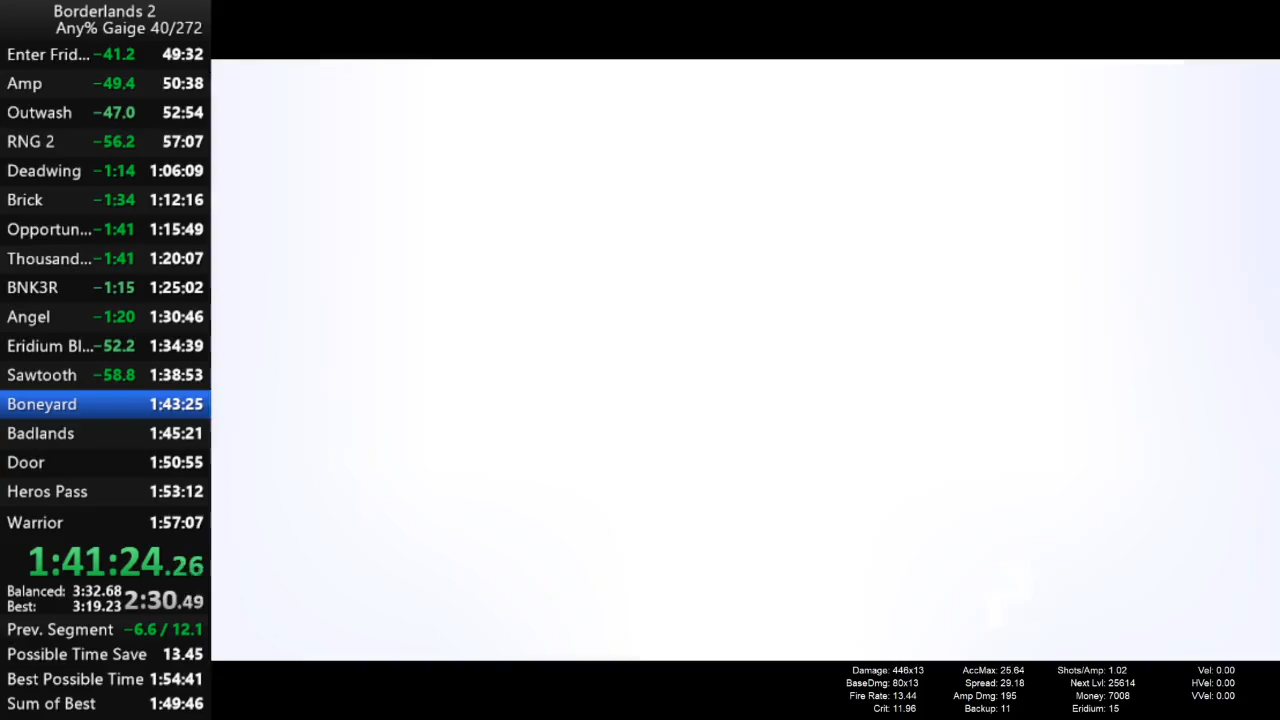 Borderlands 2
Any% Gaige 40/272
Enter Frid... -41.2 49:32
Amp -49.4 50:38
Outwash -47.0 52:54
RNG 2 -56.2 57:07
Deadwing -1:14 1:06:09
Brick -1:34 1:12:16
Opportun... -1:41 1:15:49
Thousand... -1:41 1:20:07
BNK3R -1:15 1:25:02
Angel -1:20 1:30:46
Eridium Bl... -52.2 1:34:39
Sawtooth -58.8 1:38:53
Boneyard 1:43:25
Badlands 1:45:21
Door 1:50:55
Heros Pass 1:53:12
Warrior 1:57:07
1:41:24.26
Balanced: 3:32.68
Best: 3:19.23
2:30.49
Prev. Segment -6.6 / 12.1
Possible Time Save 13.45
Best Possible Time 1:54:41
Sum of Best 1:49:46
Damage: 446x13 AccMax: 25.64 Shots/Amp: 1.02 Vel: 0.00
BaseDmg: 80x13 Spread: 29.18 Next Lvl: 25614 HVel: 0.00
Fire Rate: 13.44 Amp Dmg: 195 Money: 7008 VVel: 0.00
Crit: 11.96 Backup: 11 Eridium: 15